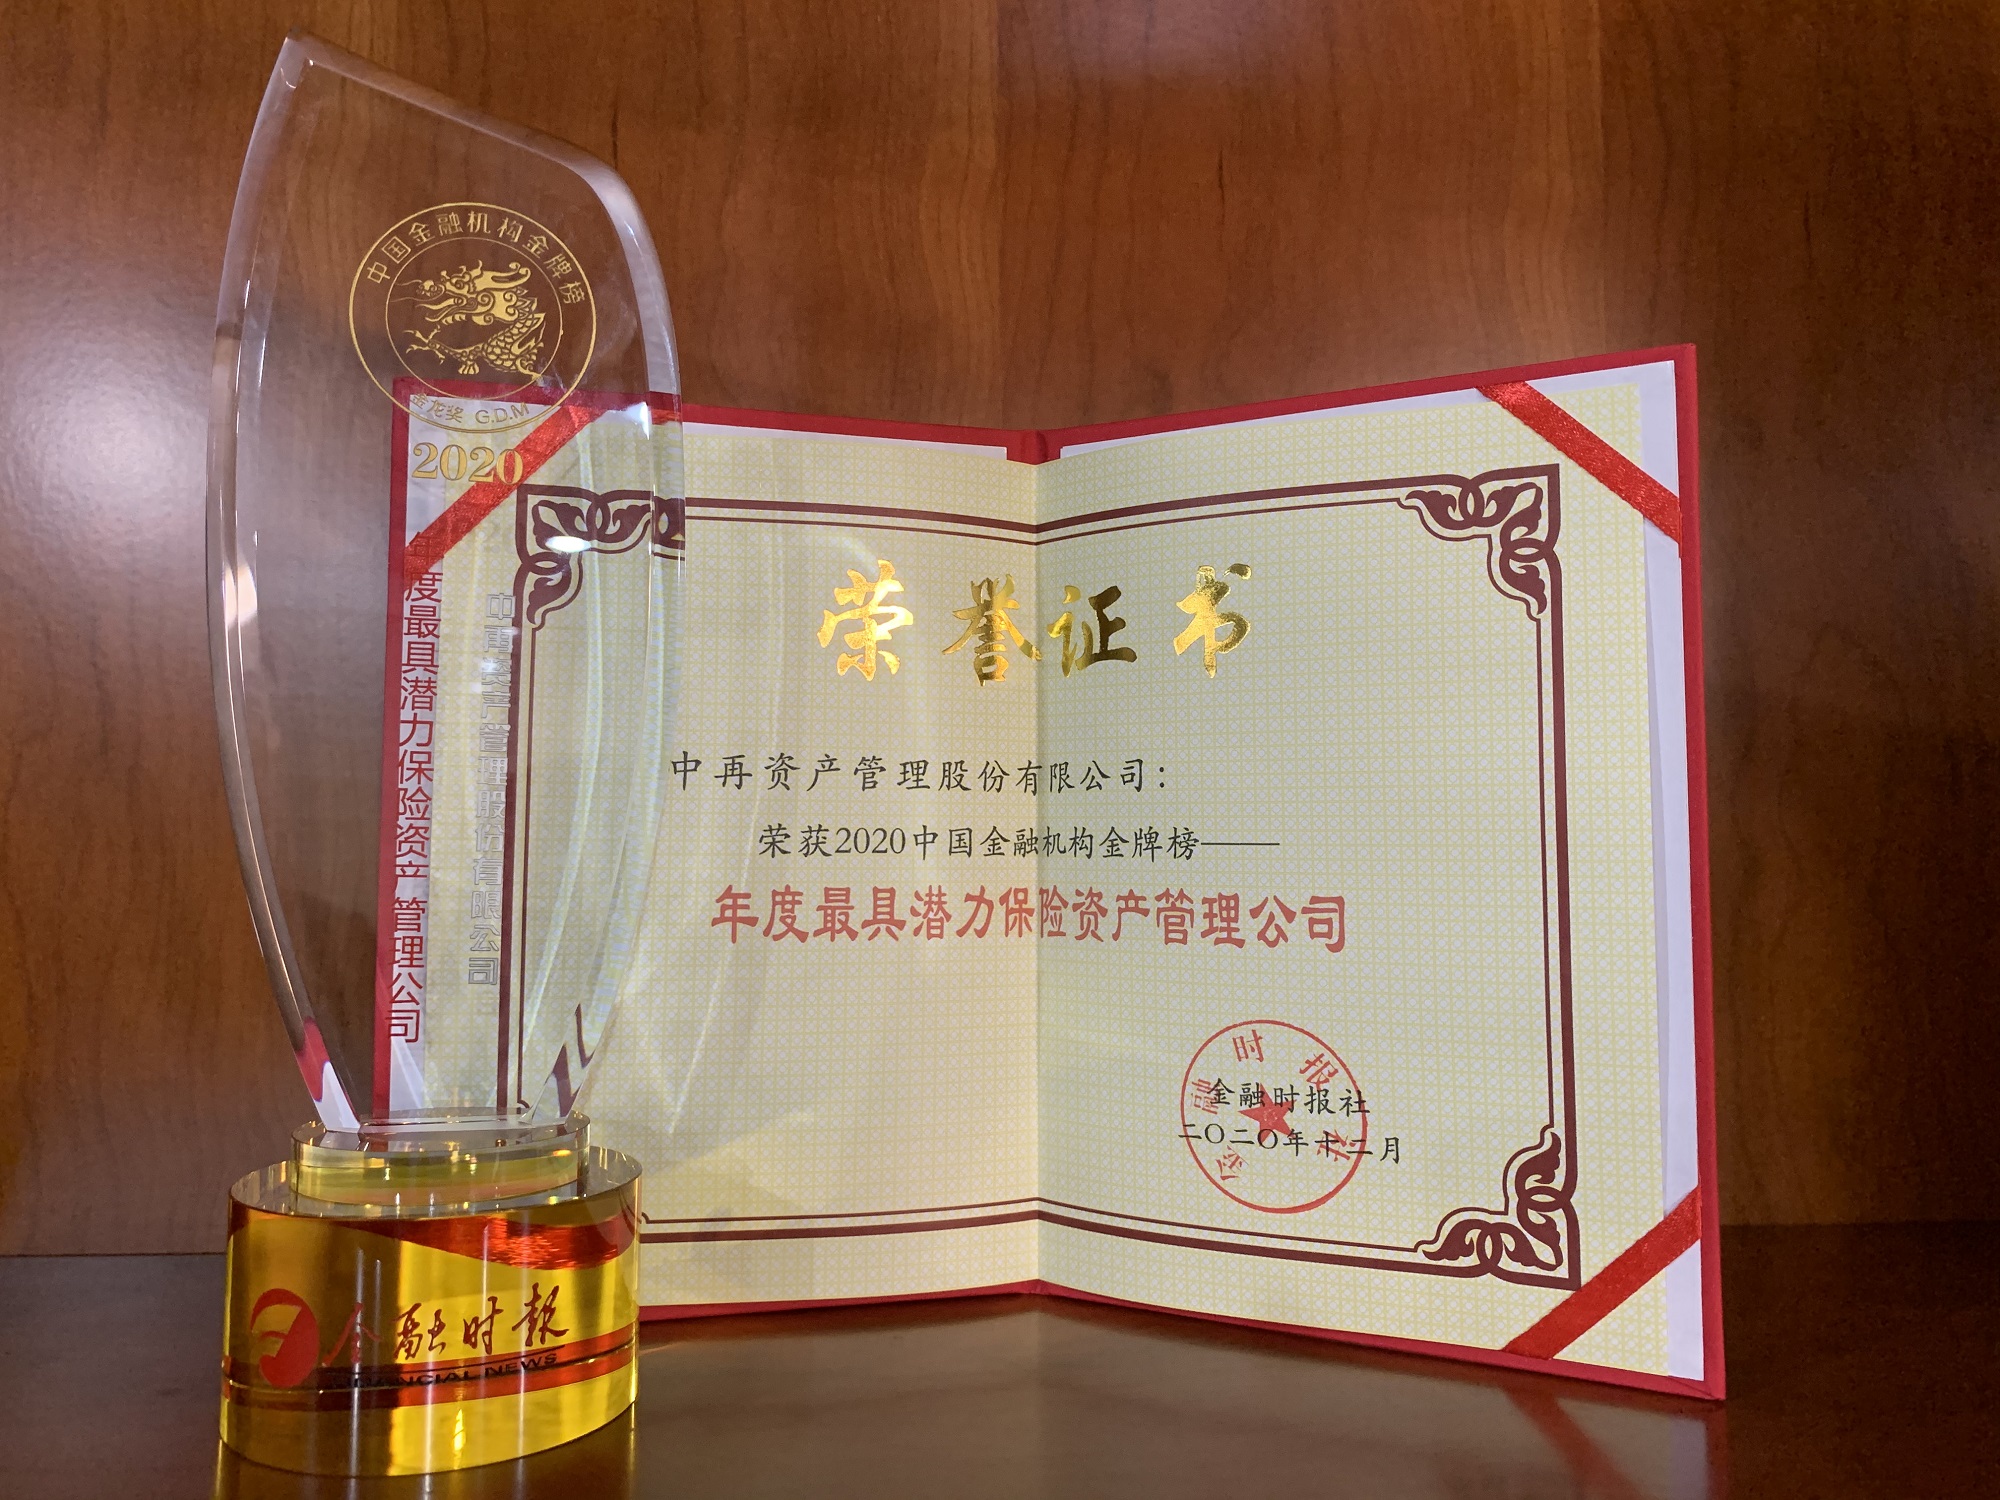 中国金融机构金牌榜
金龙奖 G.D.M
2020
年度最具潜力保险资产管理公司
中再资产管理股份有限公司
金融时报
FINANCIAL NEWS
荣誉证书
中再资产管理股份有限公司：
荣获2020中国金融机构金牌榜——
年度最具潜力保险资产管理公司
金融时报社
金融时报社
二〇二〇年十二月